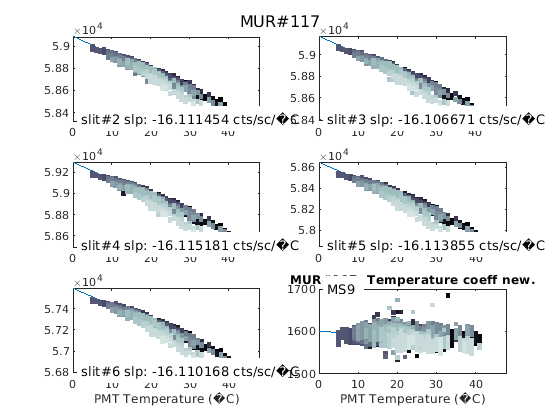 MUR#117
×10⁴ ×10⁴
5.9 5.9
5.88 5.88
5.86 5.86
5.84 5.84
slit#2 slp: -16.111454 cts/sc/�C slit#3 slp: -16.106671 cts/sc/�C
0 10 20 30 40 0 10 20 30 40
×10⁴ ×10⁴
5.92 5.86
5.9 5.84
5.88 5.82
5.86 5.8
slit#4 slp: -16.115181 cts/sc/�C slit#5 slp: -16.113855 cts/sc/�C
0 10 20 30 40 0 10 20 30 40
×10⁴ MUR Temperature coeff new.
5.74 1700 MS9
5.72 1600
5.7 1500
5.68
slit#6 slp: -16.110168 cts/sc/�C
0 10 20 30 40 0 10 20 30 40
PMT Temperature (�C) PMT Temperature (�C)